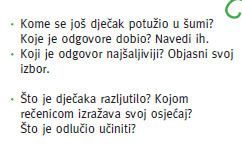 • Kome se još dječak potužio u šumi?
Koje je odgovore dobio? Navedi ih.
• Koji je odgovor najšaljiviji? Objasni svoj
izbor.
• Što je dječaka razljutilo? Kojom
rečenicom izražava svoj osjećaj?
Što je odlučio učiniti?